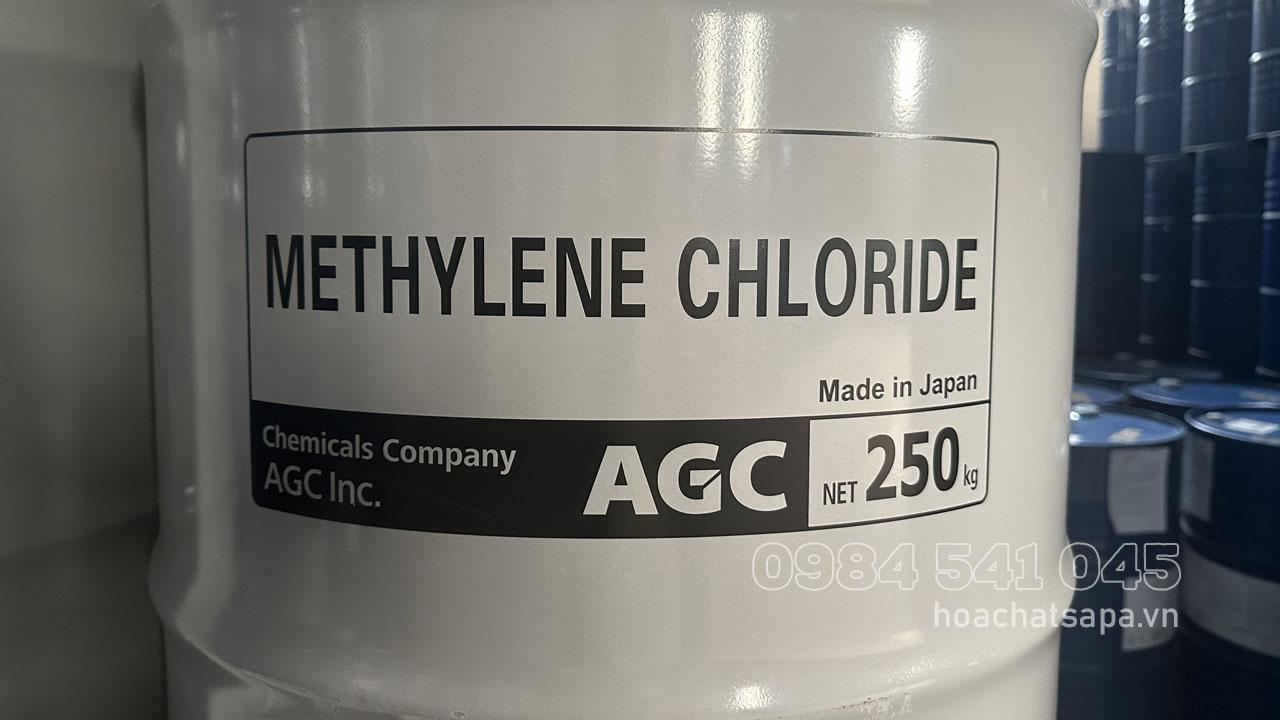 METHYLENE CHLORIDE
Made in Japan
Chemicals Company
AGC Inc.
AGC
NET 250 kg
0984 541 045
hoachatsapa.vn